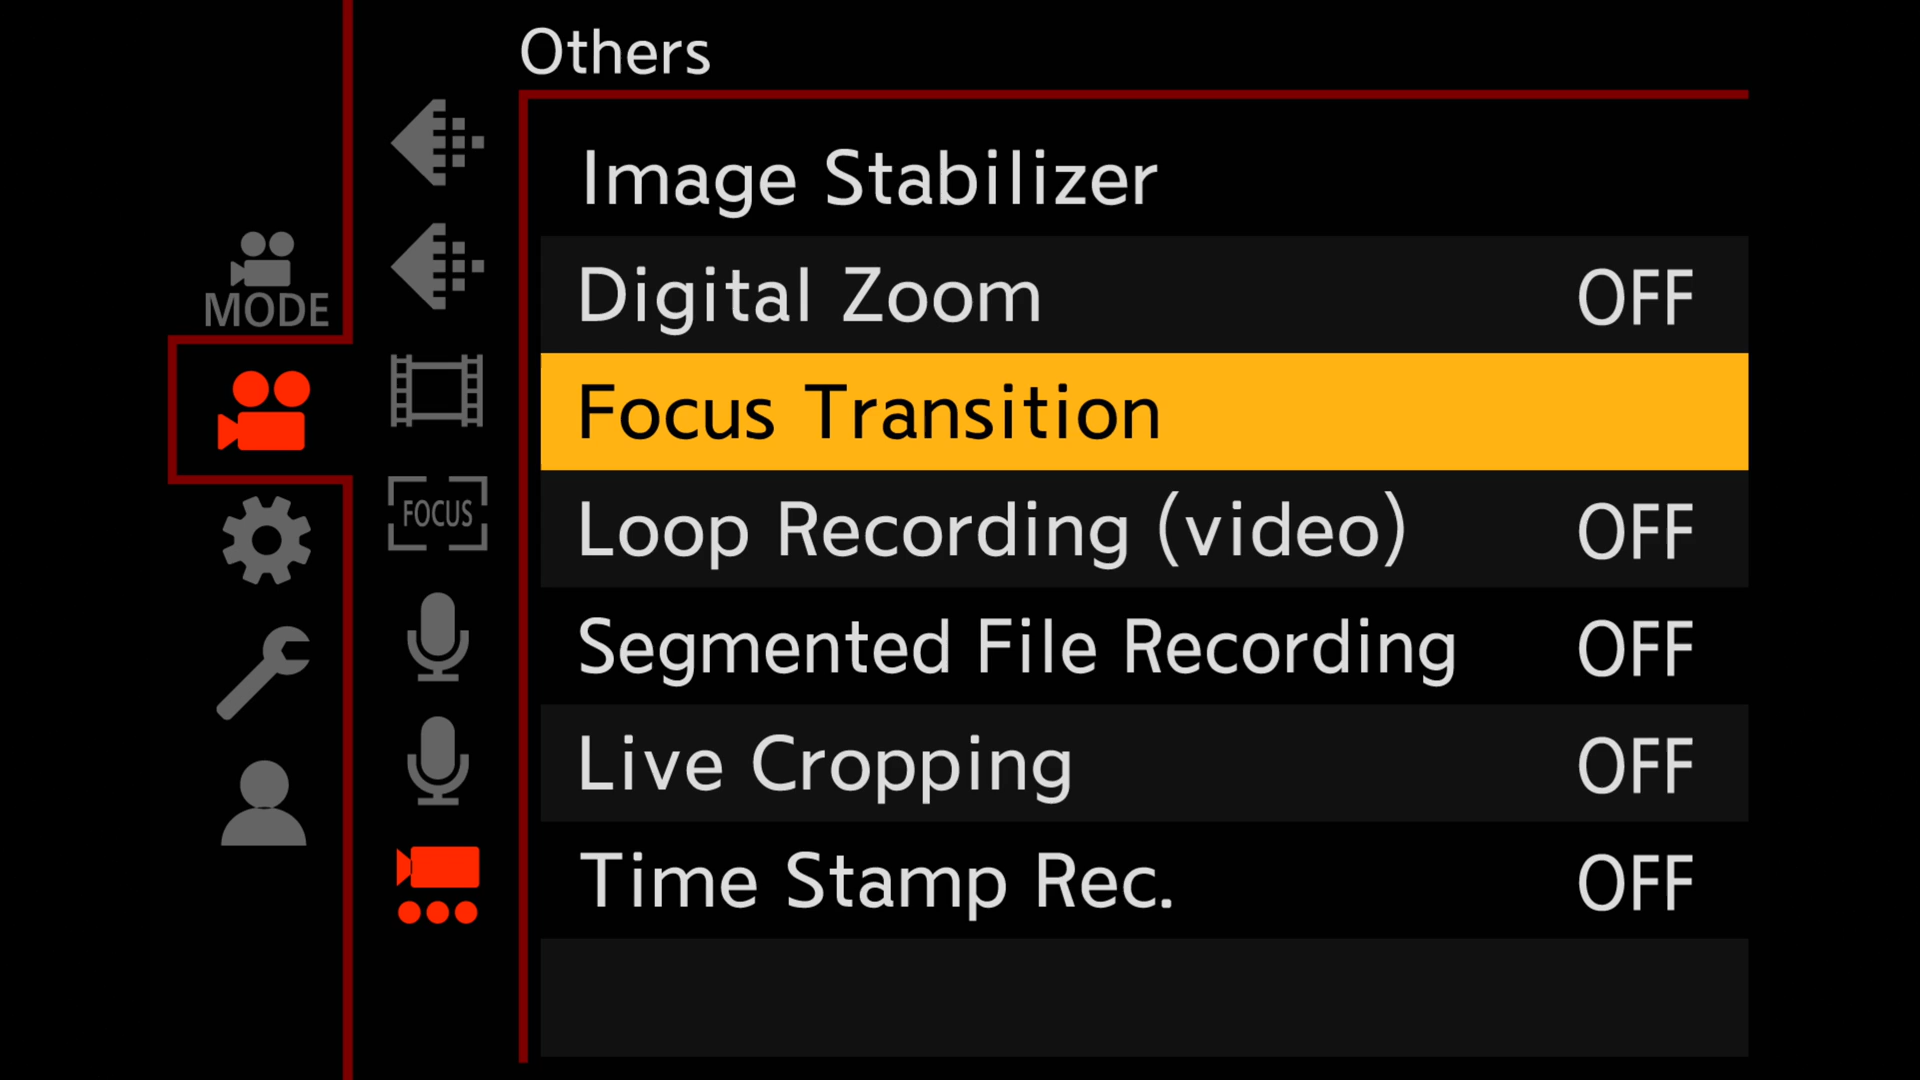 Others
MODE
FOCUS
Image Stabilizer
Digital Zoom OFF
Focus Transition
Loop Recording (video) OFF
Segmented File Recording OFF
Live Cropping OFF
Time Stamp Rec. OFF